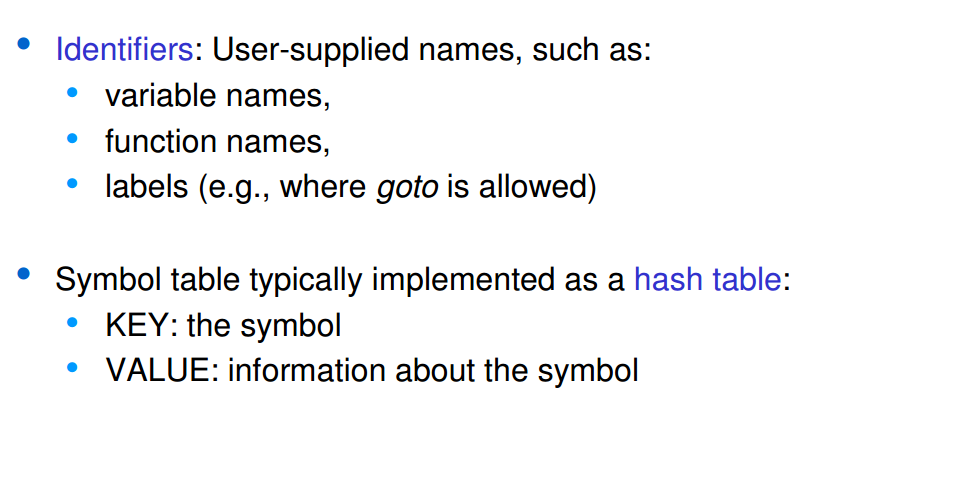 Identifiers: User-supplied names, such as:
variable names,
function names,
labels (e.g., where goto is allowed)
Symbol table typically implemented as a hash table:
KEY: the symbol
VALUE: information about the symbol